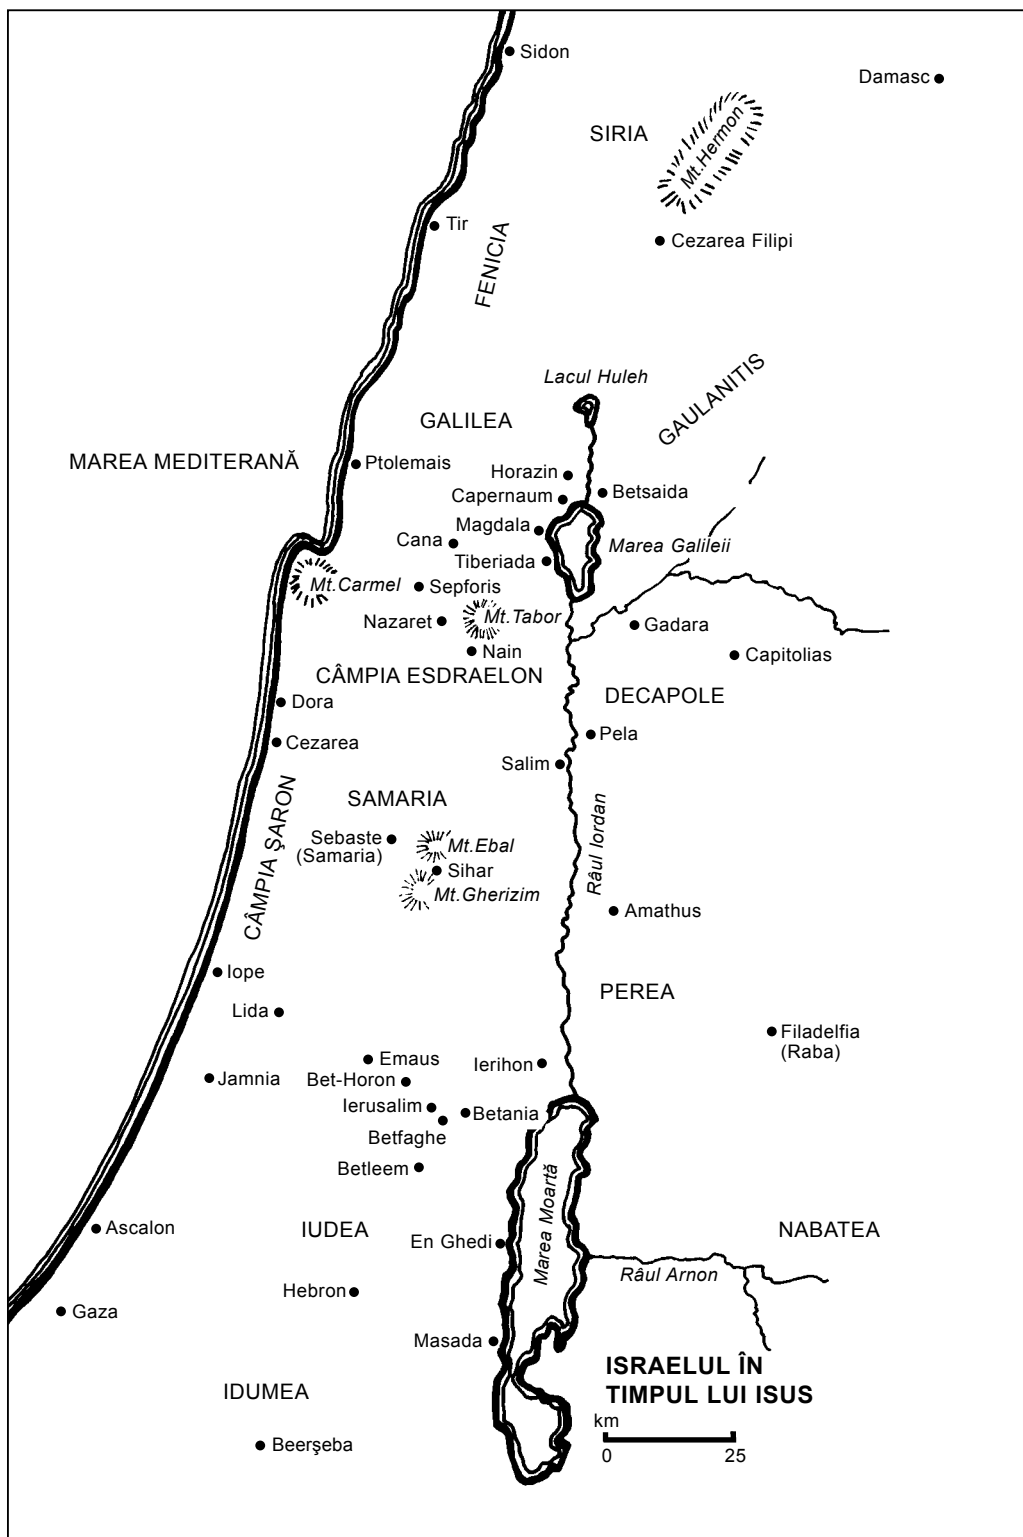 Sidon
Damasc
SIRIA
Mt.Hermon
Tir
FENICIA
Cezarea Filipi
Lacul Huleh
GAULANITIS
GALILEA
MAREA MEDITERANĂ
Ptolemais
Horazin
Capernaum
Betsaida
Magdala
Cana
Marea Galileii
Tiberiada
Mt.Carmel
Sepforis
Nazaret
Mt.Tabor
Gadara
Nain
Capitolias
CÂMPIA ESDRAELON
DECAPOLE
Dora
Pela
Cezarea
Salim
SAMARIA
CÂMPIA ŞARON
Râul Iordan
Sebaste
(Samaria)
Mt.Ebal
Sihar
Mt.Gherizim
Amathus
Iope
PEREA
Lida
Filadelfia
(Raba)
Emaus
Ierihon
Jamnia
Bet-Horon
Ierusalim
Betania
Betfaghe
Betleem
Marea Moartă
Ascalon
IUDEA
NABATEA
En Ghedi
Râul Arnon
Hebron
Gaza
Masada
ISRAELUL ÎN
TIMPUL LUI ISUS
IDUMEA
km
0 25
Beerşeba